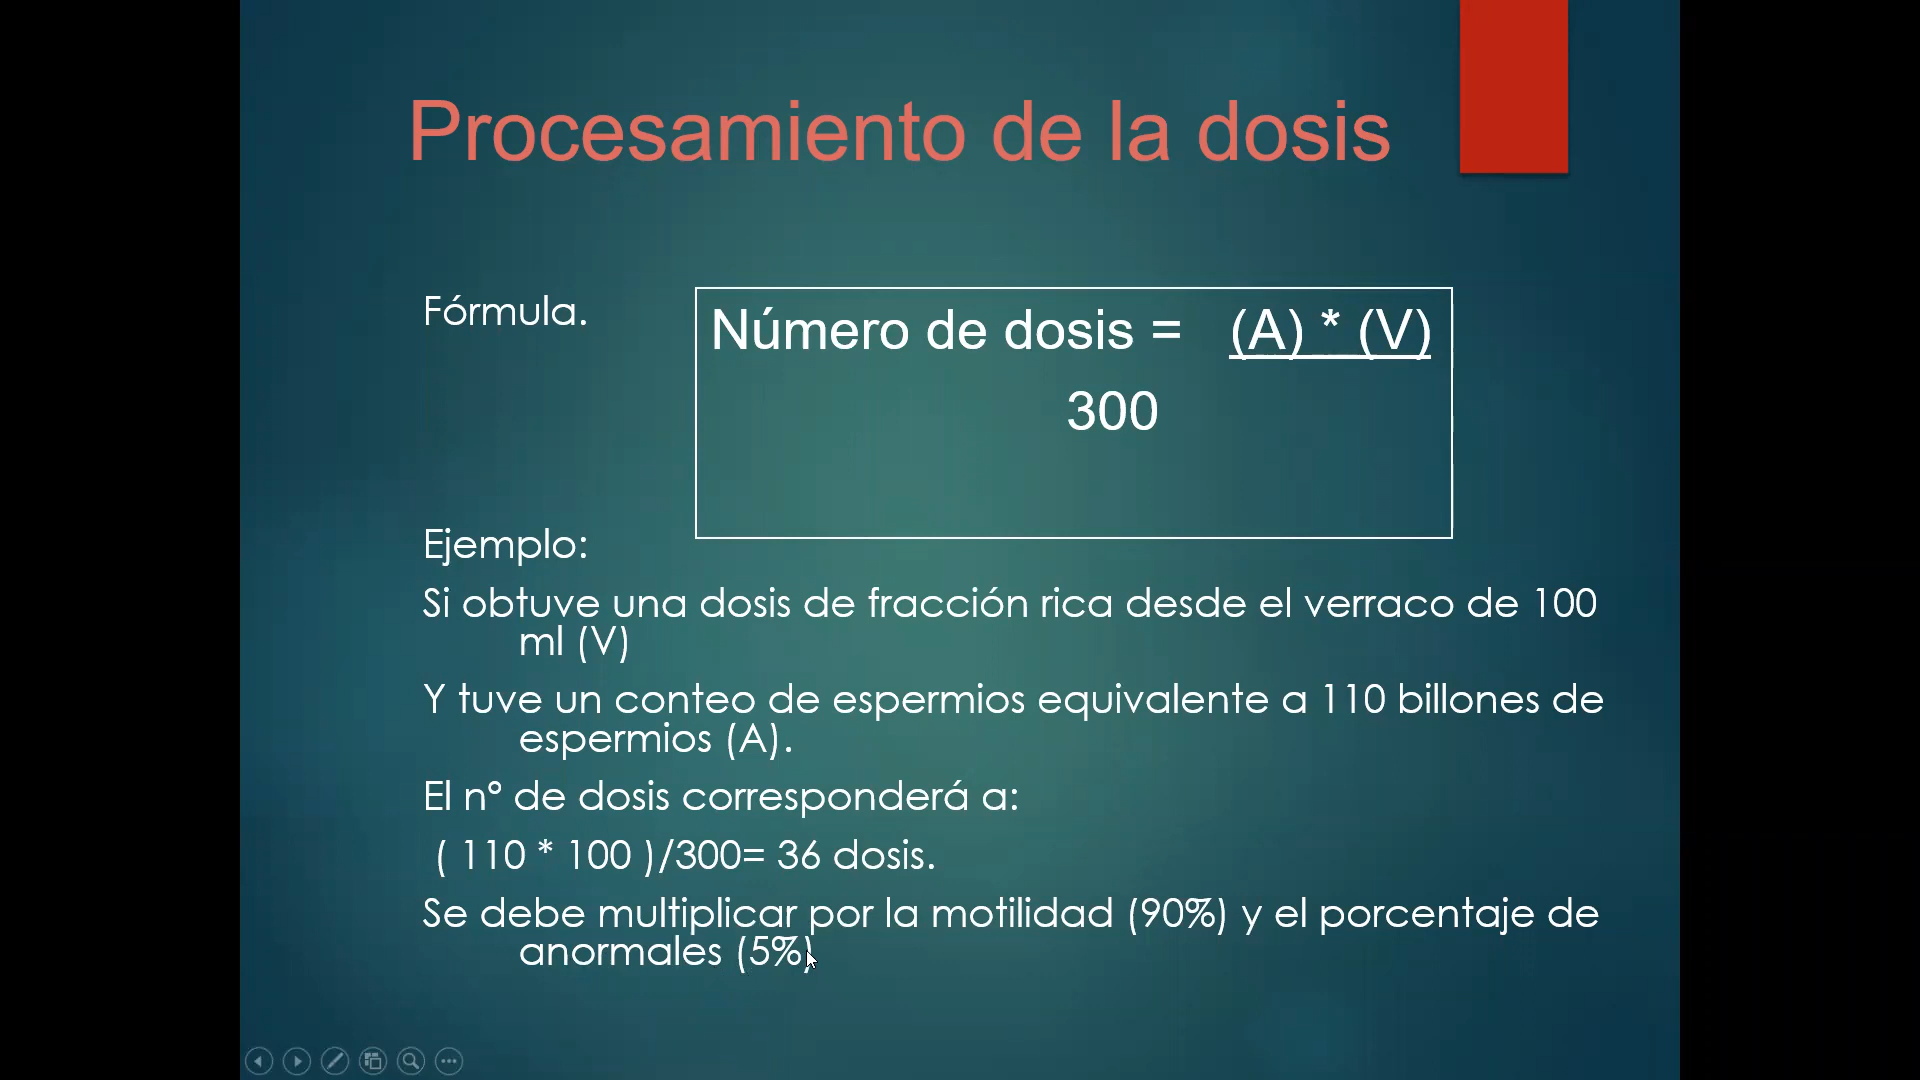 Procesamiento de la dosis
Fórmula.
Número de dosis = (A) * (V)
300
Ejemplo:
Si obtuve una dosis de fracción rica desde el verraco de 100
ml (V)
Y tuve un conteo de espermios equivalente a 110 billones de
espermios (A).
El nº de dosis corresponderá a:
( 110 * 100 )/300= 36 dosis.
Se debe multiplicar por la motilidad (90%) y el porcentaje de
anormales (5%)